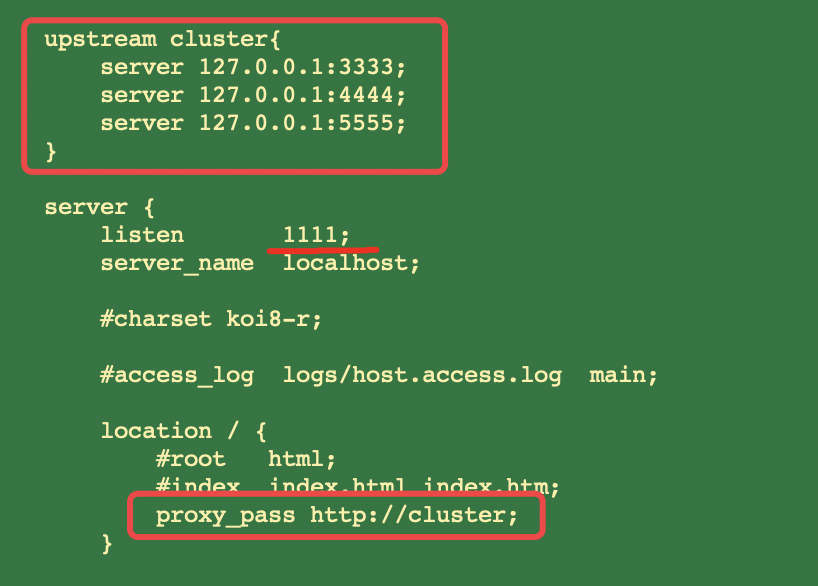 upstream cluster{
    server 127.0.0.1:3333;
    server 127.0.0.1:4444;
    server 127.0.0.1:5555;
}
server {
    listen       1111;
    server_name  localhost;
    #charset koi8-r;
    #access_log  logs/host.access.log  main;
    location / {
        #root   html;
        #index  index.html index.htm;
        proxy_pass http://cluster;
    }